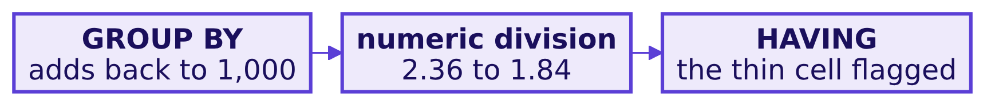 GROUP BY
adds back to 1,000
numeric division
2.36 to 1.84
HAVING
the thin cell flagged